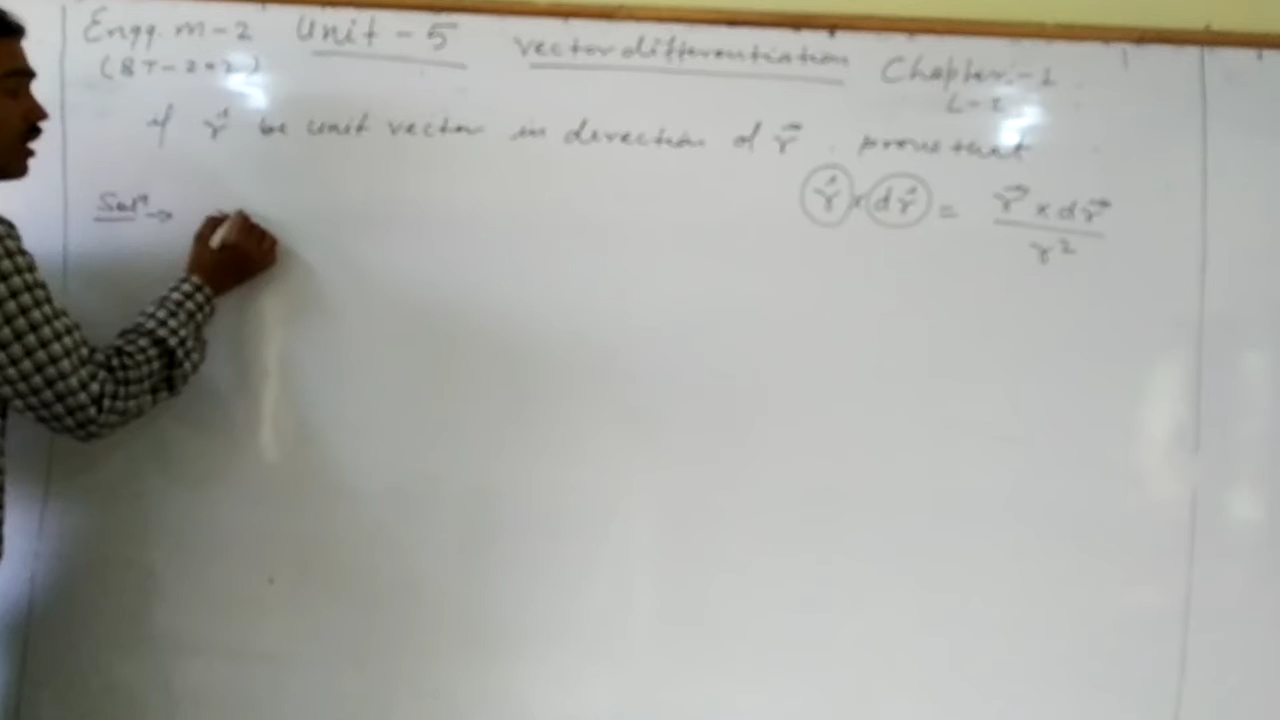 Engg. m-2 Unit - 5 vector differentiation Chapter - 1
(BT-202) L-2
if r̂ be unit vector in direction of r⃗ . prove that
r̂ × dr̂ = (r⃗ × dr⃗) / r²
Solⁿ →